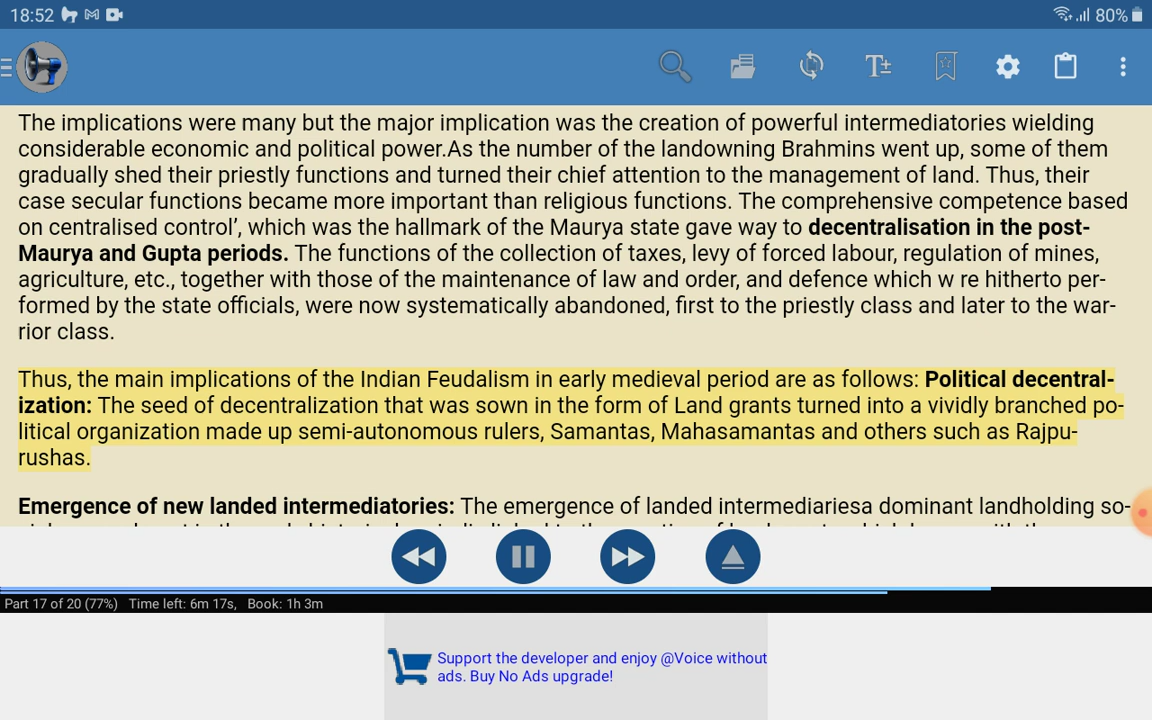 18:52
80%
T±
The implications were many but the major implication was the creation of powerful intermediatories wielding
considerable economic and political power.As the number of the landowning Brahmins went up, some of them
gradually shed their priestly functions and turned their chief attention to the management of land. Thus, their
case secular functions became more important than religious functions. The comprehensive competence based
on centralised control’, which was the hallmark of the Maurya state gave way to decentralisation in the post-
Maurya and Gupta periods. The functions of the collection of taxes, levy of forced labour, regulation of mines,
agriculture, etc., together with those of the maintenance of law and order, and defence which w re hitherto per-
formed by the state officials, were now systematically abandoned, first to the priestly class and later to the war-
rior class.
Thus, the main implications of the Indian Feudalism in early medieval period are as follows: Political decentral-
ization: The seed of decentralization that was sown in the form of Land grants turned into a vividly branched po-
litical organization made up semi-autonomous rulers, Samantas, Mahasamantas and others such as Rajpu-
rushas.
Emergence of new landed intermediatories: The emergence of landed intermediariesa dominant landholding so-
Part 17 of 20 (77%) Time left: 6m 17s, Book: 1h 3m
Support the developer and enjoy @Voice without
ads. Buy No Ads upgrade!